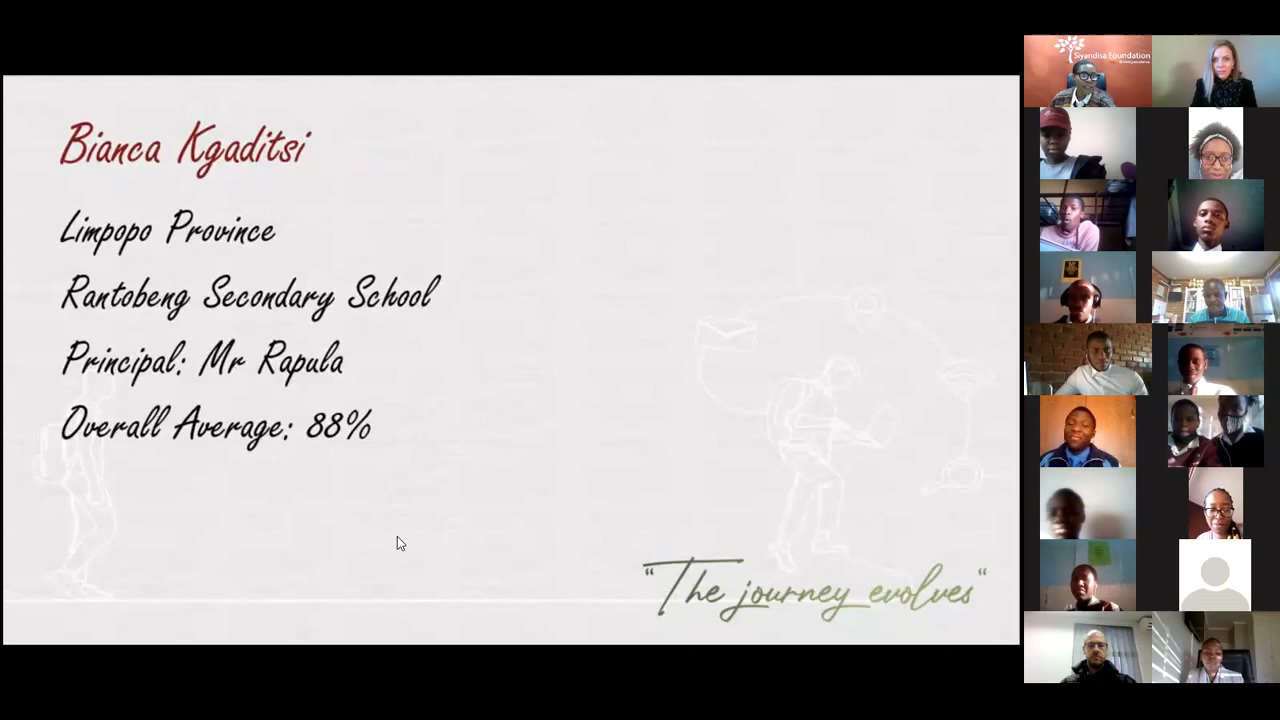 Bianca Kgaditsi
Limpopo Province
Rantobeng Secondary School
Principal: Mr Rapula
Overall Average: 88%
"The journey evolves"
Siyandisa Foundation